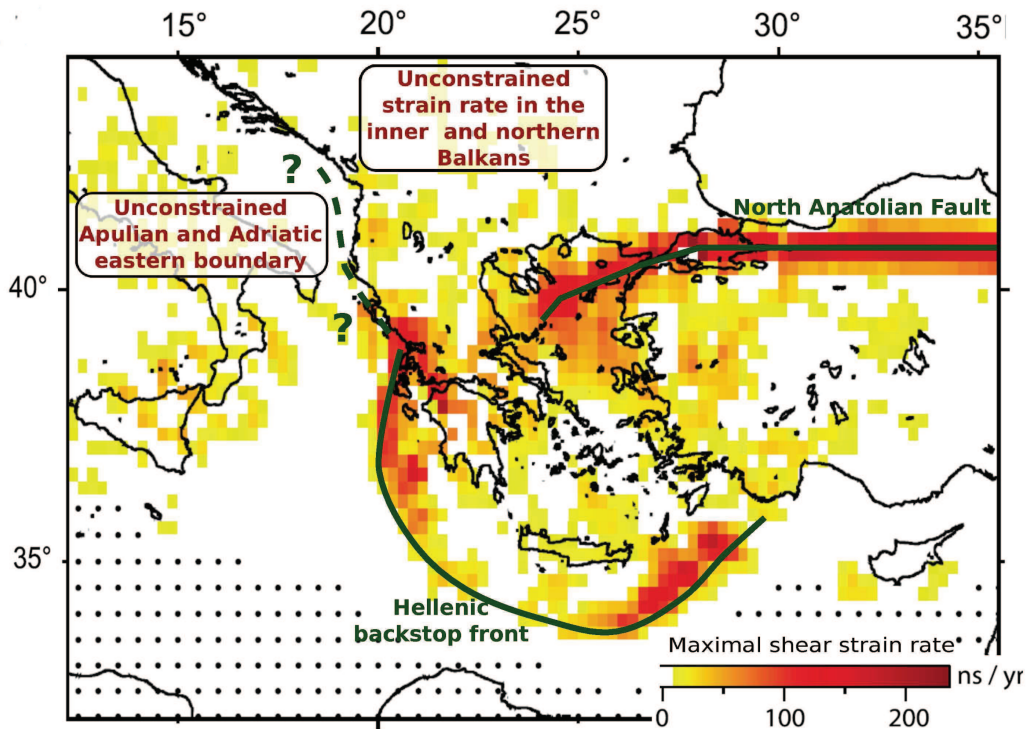 15° 20° 25° 30° 35°
Unconstrained
strain rate in the
inner and northern
Balkans
?
Unconstrained
Apulian and Adriatic
eastern boundary
North Anatolian Fault
40°
?
35°
Hellenic
backstop front
Maximal shear strain rate
ns / yr
0 100 200